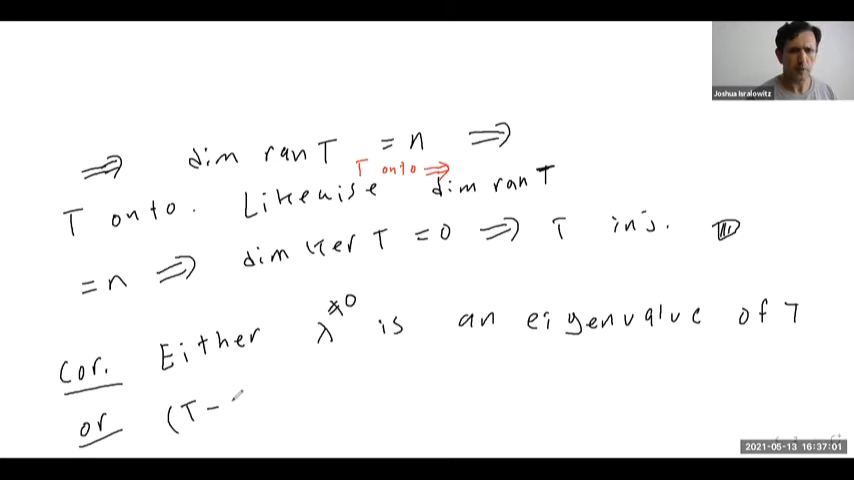 Joshua Isralowitz
⇒ dim ran T = n ⇒
T onto ⇒
T onto. Likewise dim ran T
= n ⇒ dim ker T = 0 ⇒ T inj.
Cor. Either λ ≠0 is an eigenvalue of T
or (T-
2021-05-13 16:37:01